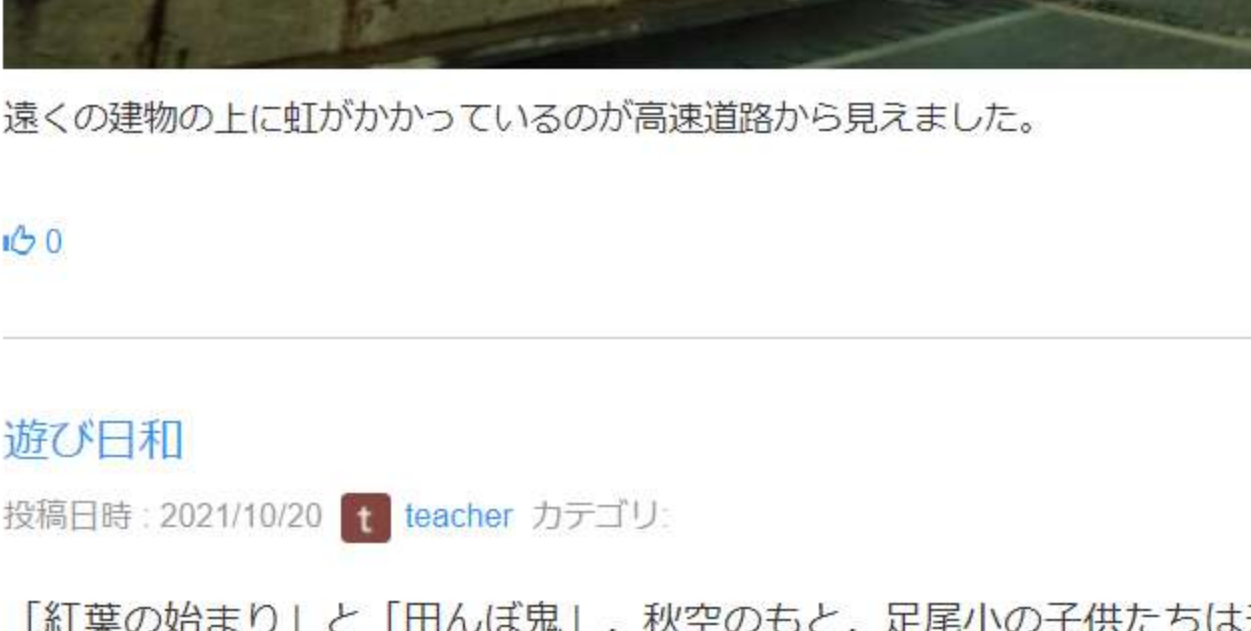 遠くの建物の上に虹がかかっているのが高速道路から見えました。
0
遊び日和
投稿日時 : 2021/10/20 t teacher カテゴリ:
「紅葉の始まり」と「田んぼ鬼」、秋空のもと、足尾小の子供たちは